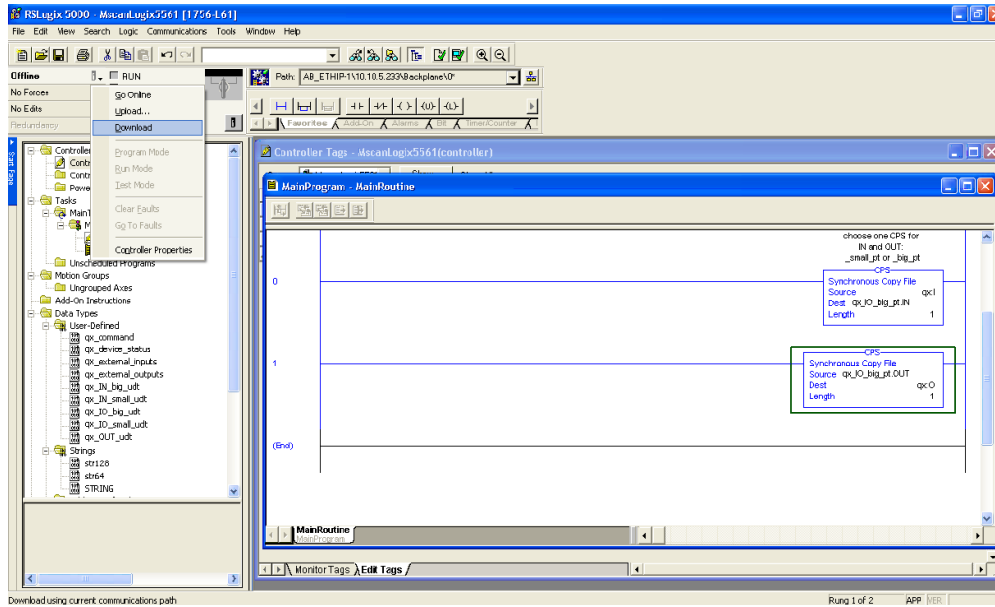 RSLogix 5000 - MscanLogix5561 [1756-L61]
File Edit View Search Logic Communications Tools Window Help
Offline
RUN
No Forces
No Edits
Redundancy
Go Online
Upload...
Download
Program Mode
Run Mode
Test Mode
Clear Faults
Go To Faults
Controller Properties
Path: AB_ETHIP-1\10.10.5.233\Backplane\0*
Favorites Add-On Alarms Bit Timer/Counter
Start Page
Controller
Contr
Contr
Powe
Tasks
MainT
M
Unscheduled Programs
Motion Groups
Ungrouped Axes
Add-On Instructions
Data Types
User-Defined
qx_command
qx_device_status
qx_external_inputs
qx_external_outputs
qx_IN_big_udt
qx_IN_small_udt
qx_IO_big_udt
qx_IO_small_udt
qx_OUT_udt
Strings
str128
str64
STRING
Controller Tags - MscanLogix5561(controller)
MainProgram - MainRoutine
choose one CPS for
IN and OUT:
_small_pt or _big_pt
0
CPS
Synchronous Copy File
Source qx:I
Dest qx_IO_big_pt.IN
Length 1
1
CPS
Synchronous Copy File
Source qx_IO_big_pt.OUT
Dest qx:O
Length 1
(End)
MainRoutine
MainProgram
Monitor Tags Edit Tags
Download using current communications path
Rung 1 of 2 APP VER